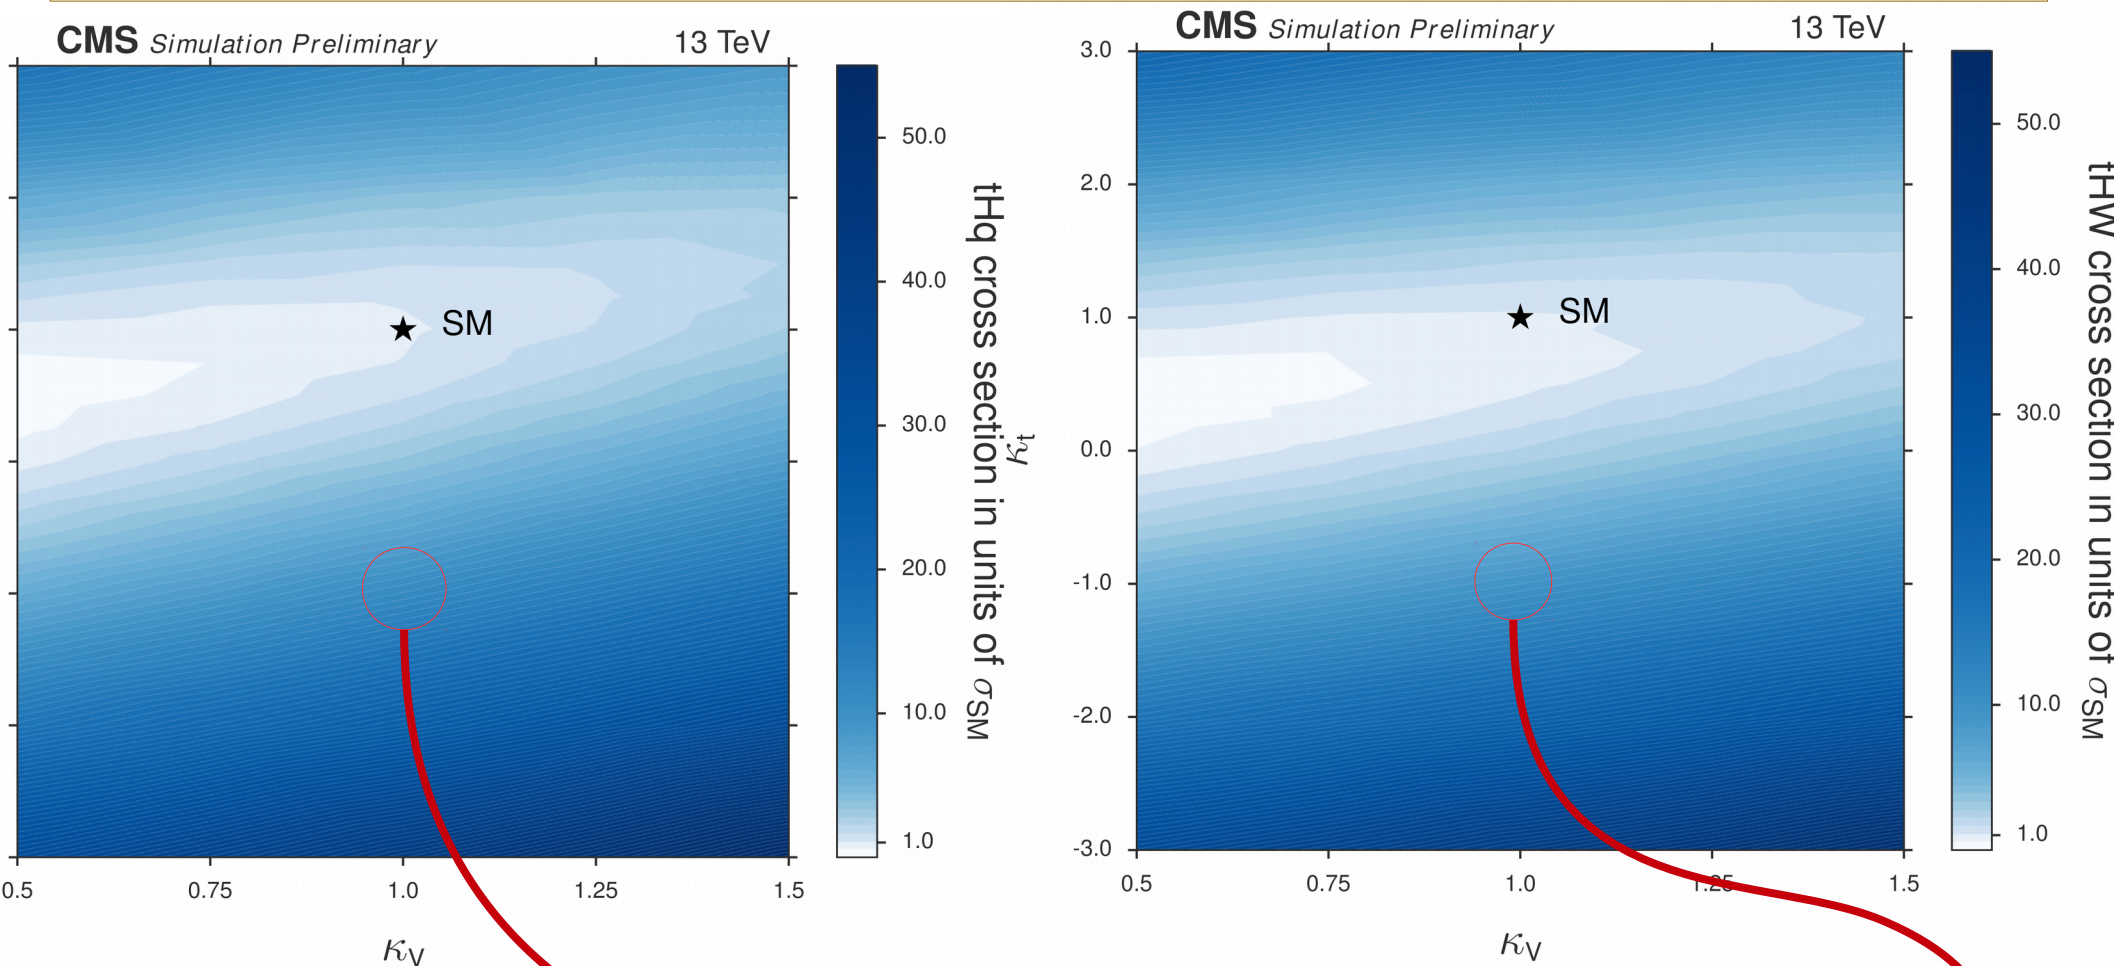 CMS Simulation Preliminary 13 TeV
50.0
40.0
30.0
20.0
10.0
1.0
tHq cross section in units of σSM
SM
0.5 0.75 1.0 1.25 1.5
κV
CMS Simulation Preliminary 13 TeV
κt
3.0
2.0
1.0
0.0
-1.0
-2.0
-3.0
SM
0.5 0.75 1.0 1.25 1.5
κV
50.0
40.0
30.0
20.0
10.0
1.0
tHW cross section in units of σSM